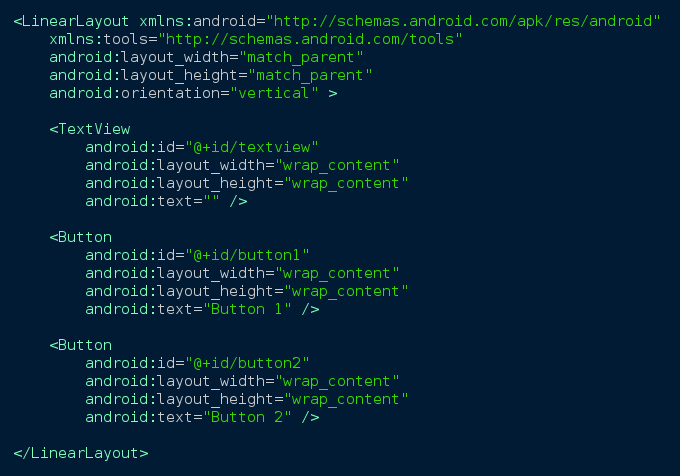 <LinearLayout xmlns:android="http://schemas.android.com/apk/res/android"
    xmlns:tools="http://schemas.android.com/tools"
    android:layout_width="match_parent"
    android:layout_height="match_parent"
    android:orientation="vertical" >

    <TextView
        android:id="@+id/textview"
        android:layout_width="wrap_content"
        android:layout_height="wrap_content"
        android:text="" />

    <Button
        android:id="@+id/button1"
        android:layout_width="wrap_content"
        android:layout_height="wrap_content"
        android:text="Button 1" />

    <Button
        android:id="@+id/button2"
        android:layout_width="wrap_content"
        android:layout_height="wrap_content"
        android:text="Button 2" />

</LinearLayout>